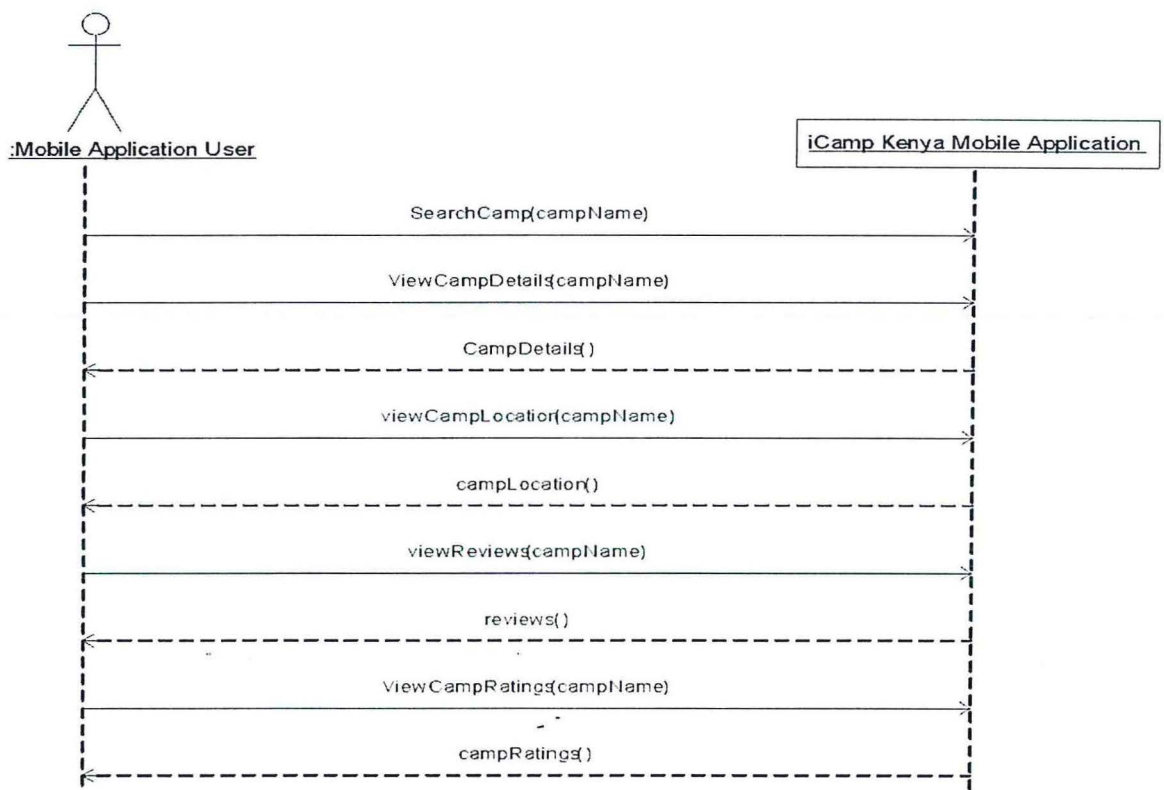 :Mobile Application User
iCamp Kenya Mobile Application
SearchCamp(campName)
ViewCampDetails(campName)
CampDetails()
viewCampLocation(campName)
campLocation()
viewReviews(campName)
reviews()
ViewCampRatings(campName)
campRatings()